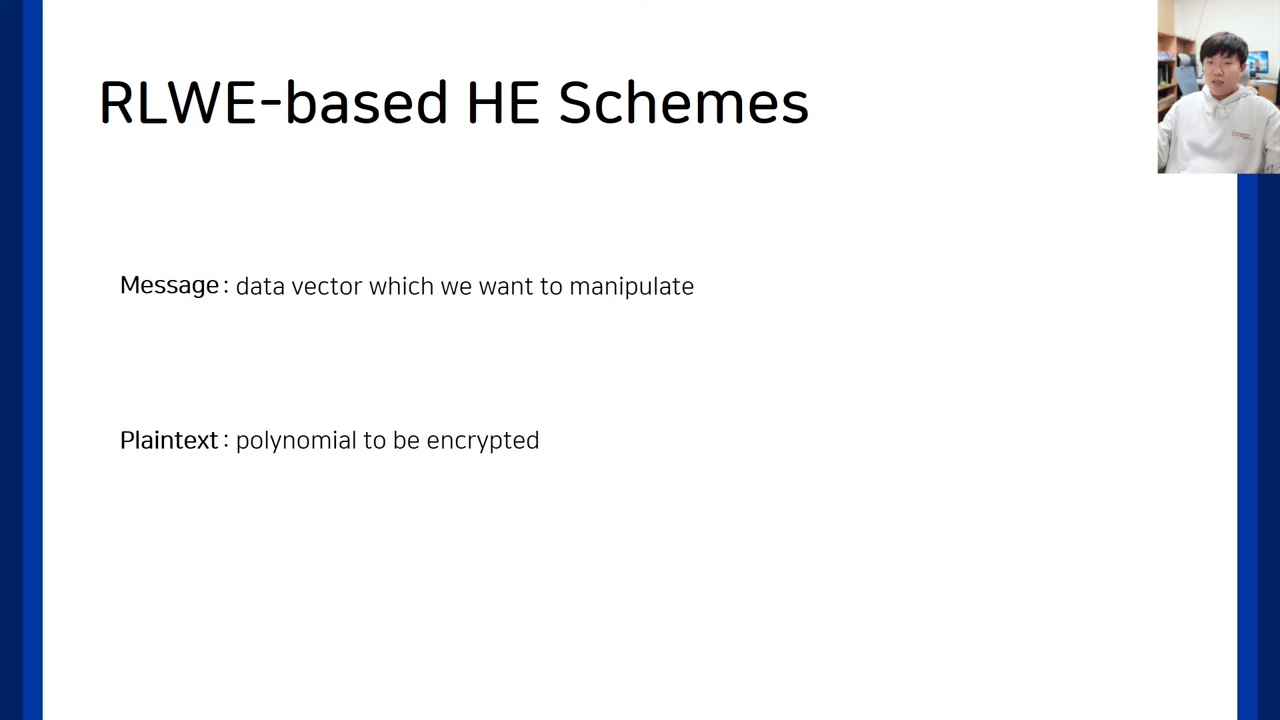 RLWE-based HE Schemes
Message : data vector which we want to manipulate
Plaintext : polynomial to be encrypted